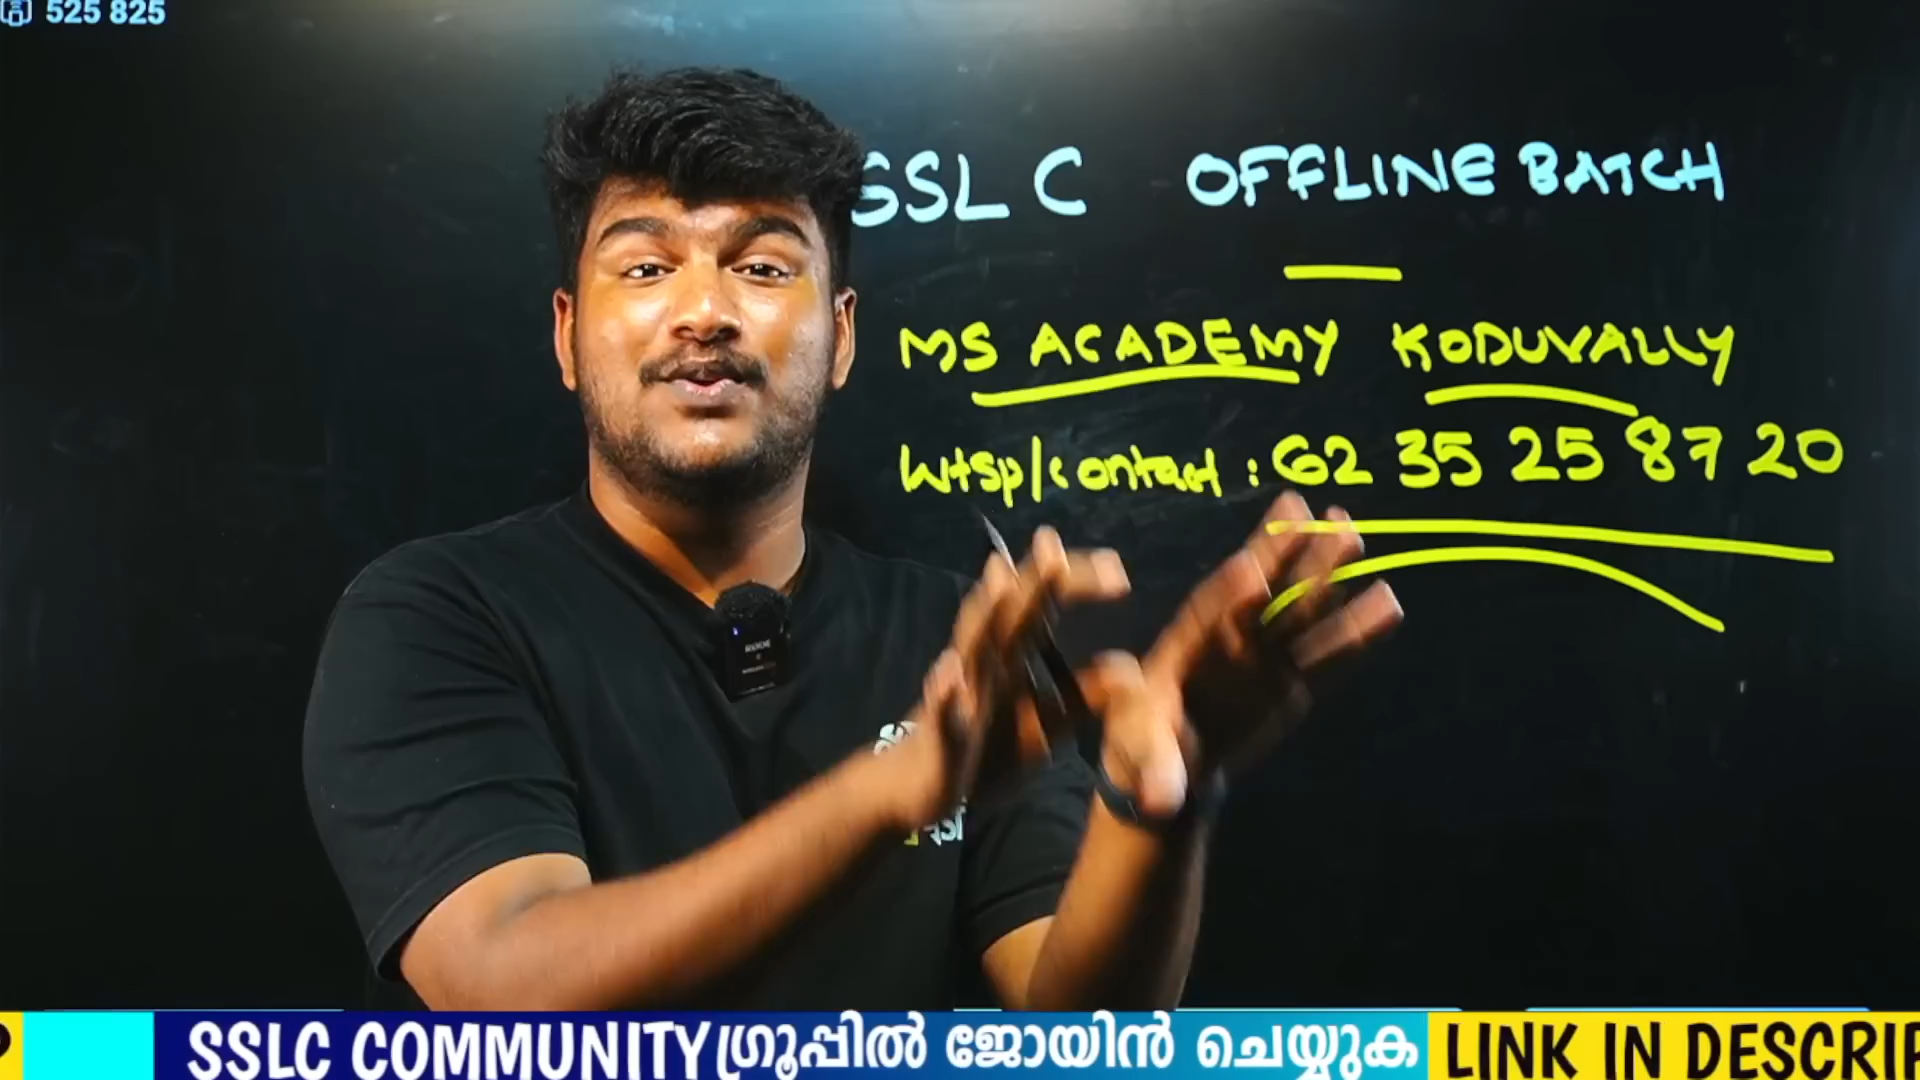 525 825
SSLC OFFLINE BATCH
MS ACADEMY KODUVALLY
Wtsp/contact : 62 35 25 87 20
SSLC COMMUNITY ഗ്രൂപ്പിൽ ജോയിൻ ചെയ്യുക LINK IN DESCRIP